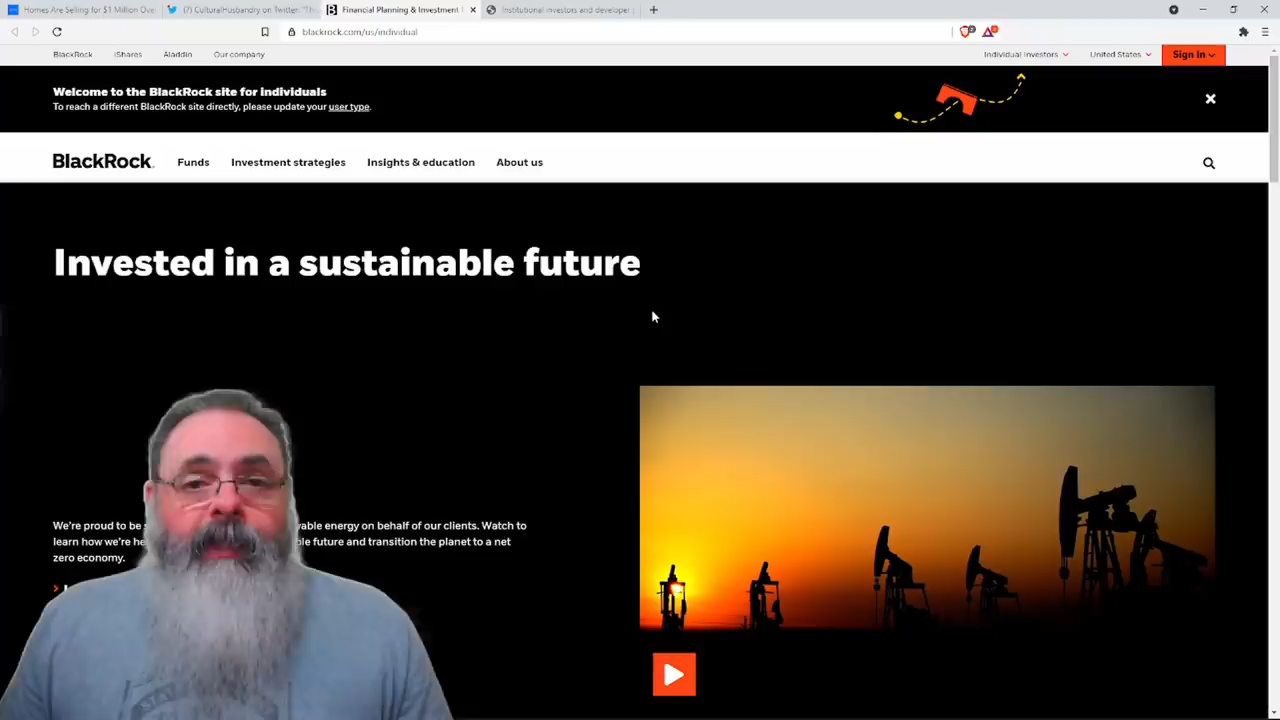 Homes Are Selling for $1 Million Ove
(7) CulturalHusbandry on Twitter: "Th
Financial Planning & Investment
Institutional investors and developer
blackrock.com/us/individual
BlackRock iShares Aladdin Our company Individual Investors United States Sign In
Welcome to the BlackRock site for individuals
To reach a different BlackRock site directly, please update your user type.
BlackRock. Funds Investment strategies Insights & education About us
Invested in a sustainable future
We're proud to be energy on behalf of our clients. Watch to
learn how we're future and transition the planet to a net
zero economy.